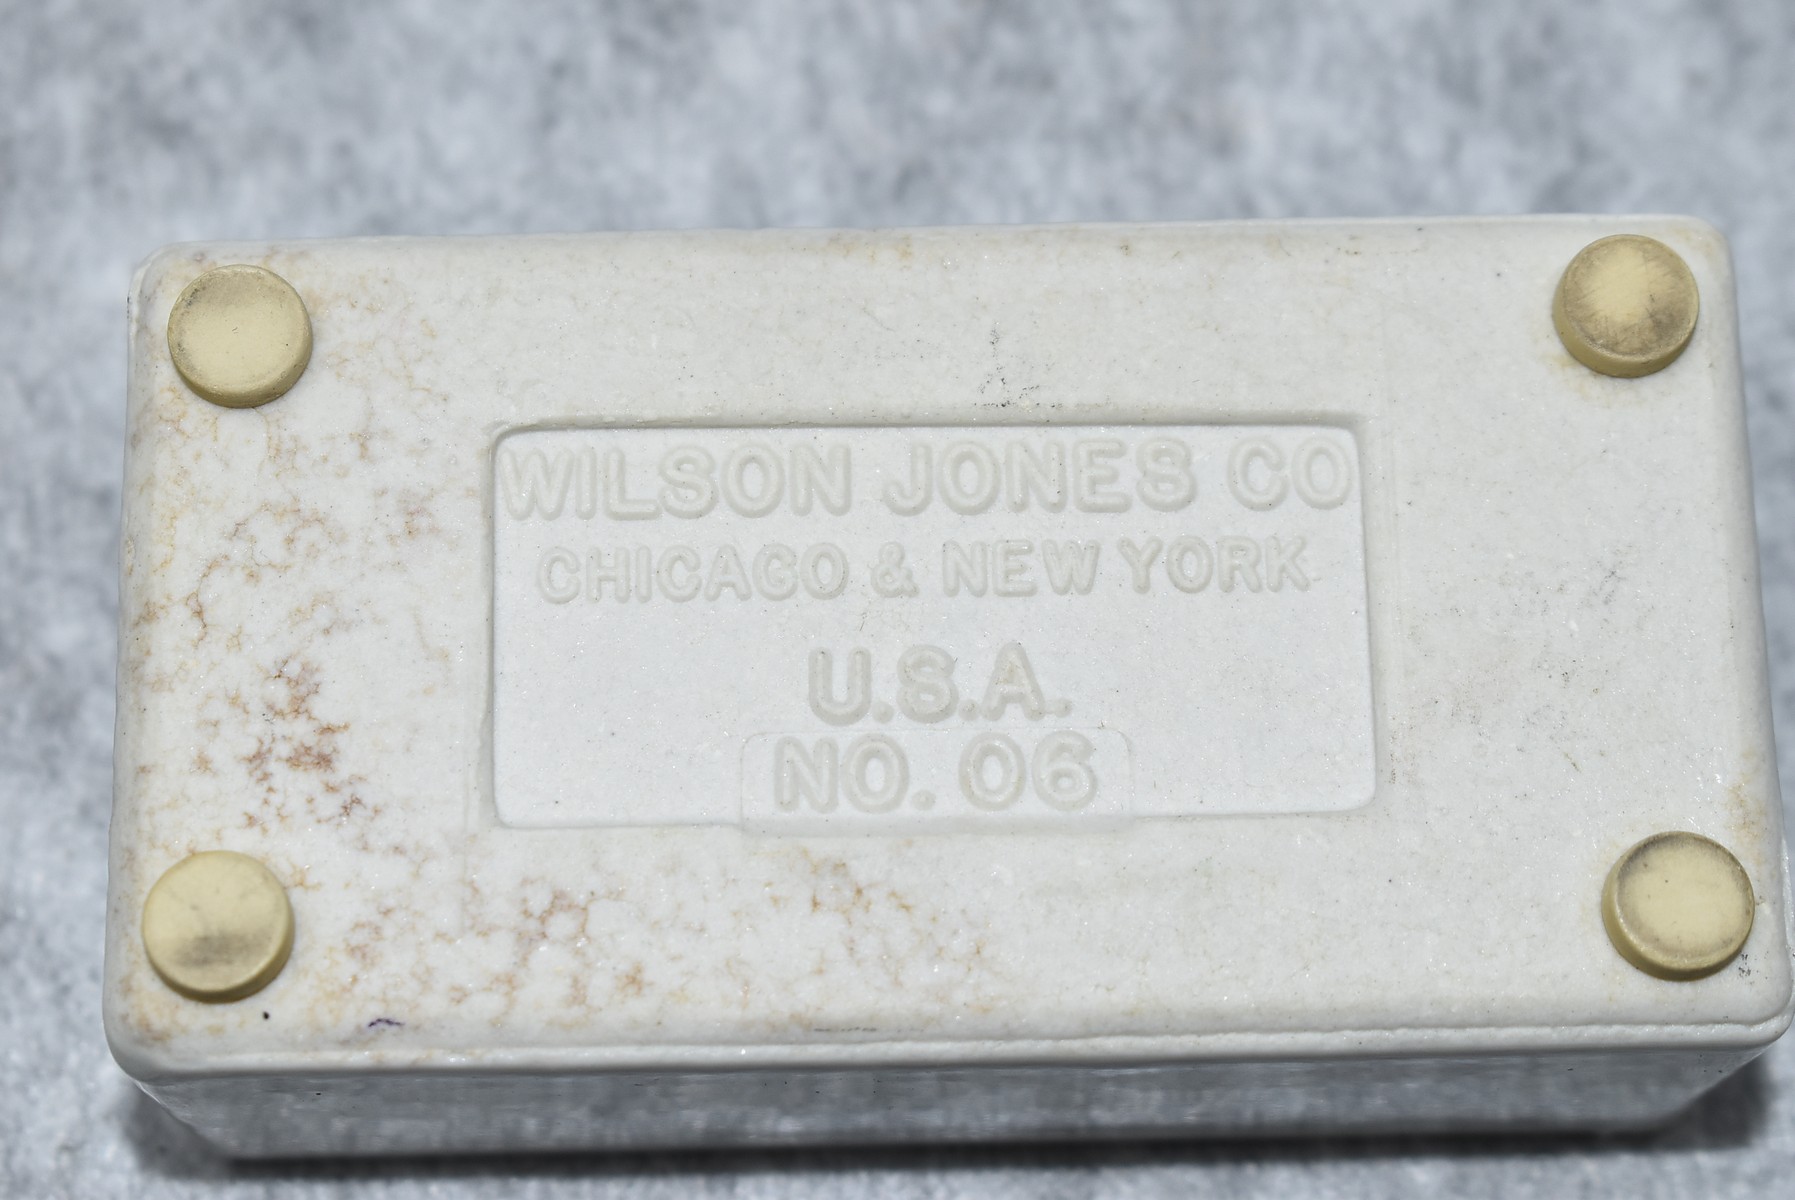 WILSON JONES CO
CHICAGO & NEW YORK
U.S.A.
NO. 06